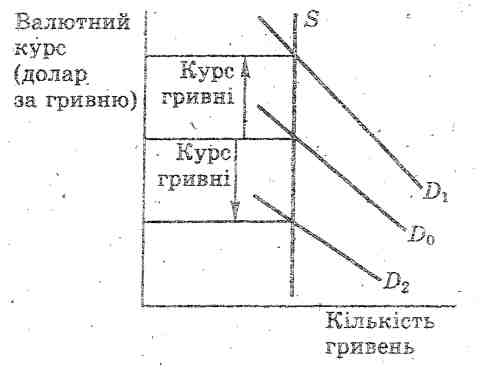 Валютний
курс
(долар
за гривню)
S
Курс
гривні
Курс
гривні
D₁
D₀
D₂
Кількість
гривень